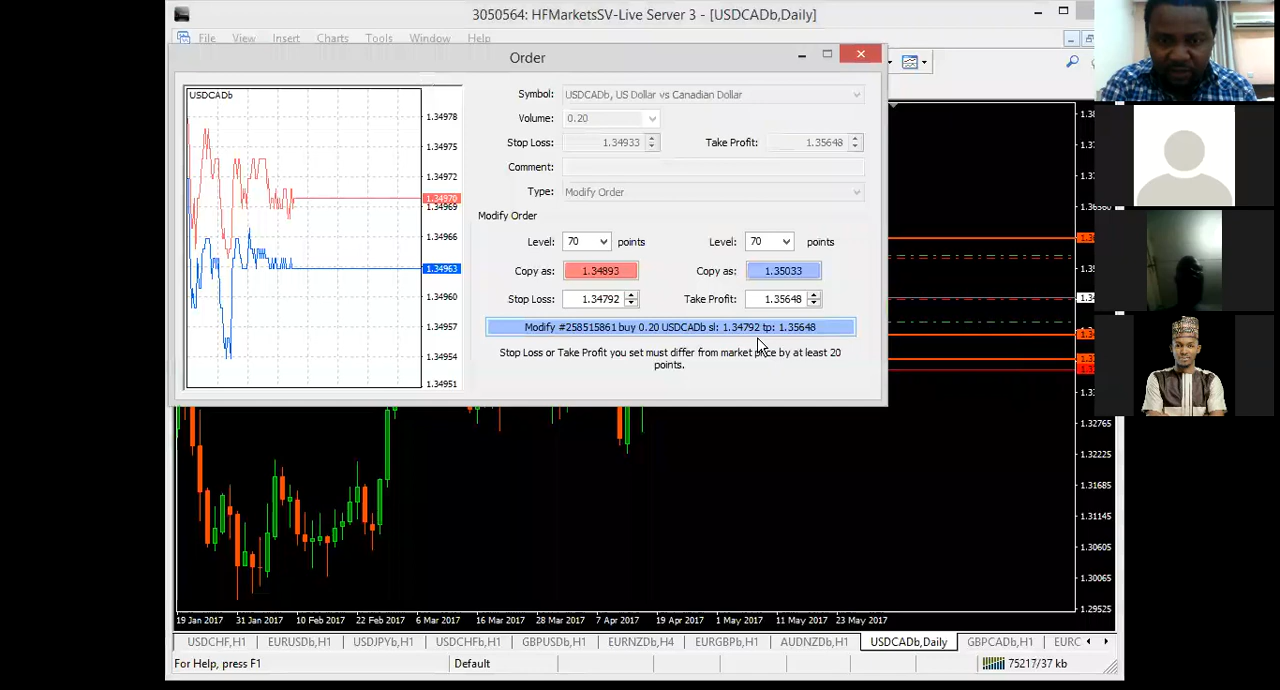 3050564: HFMarketsSV-Live Server 3 - [USDCADb,Daily]
File View Insert Charts Tools Window Help
Order
USDCADb
1.34978
1.34975
1.34972
1.34970
1.34969
1.34966
1.34963
1.34960
1.34957
1.34954
1.34951
Symbol: USDCADb, US Dollar vs Canadian Dollar
Volume: 0.20
Stop Loss: 1.34933 Take Profit: 1.35648
Comment:
Type: Modify Order
Modify Order
Level: 70 points Level: 70 points
Copy as: 1.34893 Copy as: 1.35033
Stop Loss: 1.34792 Take Profit: 1.35648
Modify #258515861 buy 0.20 USDCADb sl: 1.34792 tp: 1.35648
Stop Loss or Take Profit you set must differ from market price by at least 20
points.
1.32765
1.32225
1.31685
1.31145
1.30605
1.30065
1.29525
19 Jan 2017 31 Jan 2017 10 Feb 2017 22 Feb 2017 6 Mar 2017 16 Mar 2017 28 Mar 2017 7 Apr 2017 19 Apr 2017 1 May 2017 11 May 2017 23 May 2017
USDCHF,H1 EURUSDb,H1 USDJPYb,H1 USDCHFb,H1 GBPUSDb,H1 EURNZDb,H4 EURGBPb,H1 AUDNZDb,H1 USDCADb,Daily GBPCADb,H1 EURC
For Help, press F1 Default 75217/37 kb